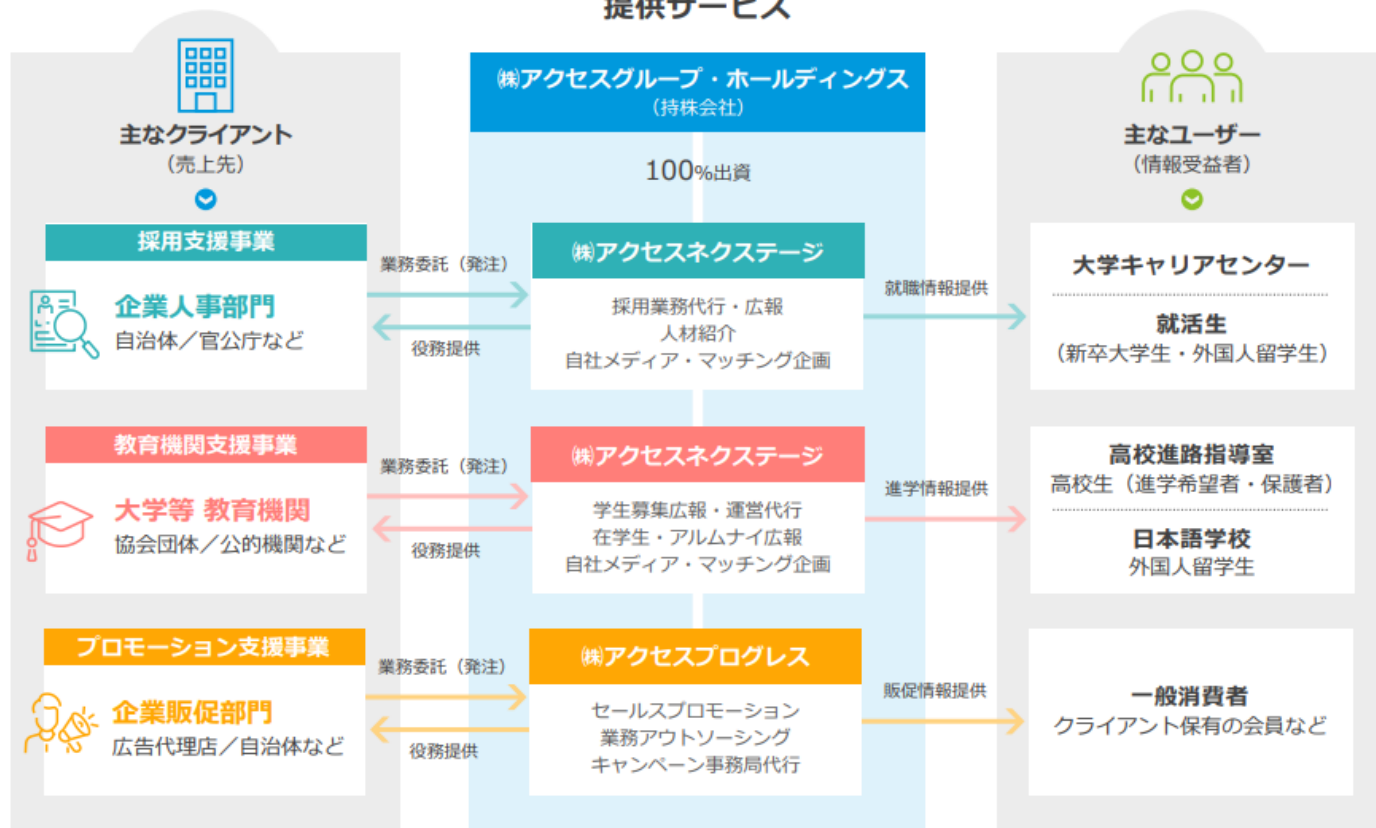 提供サービス
主なクライアント
（売上先）
㈱アクセスグループ・ホールディングス
（持株会社）
100%出資
主なユーザー
（情報受益者）
採用支援事業
企業人事部門
自治体／官公庁など
業務委託（発注）
役務提供
㈱アクセスネクステージ
採用業務代行・広報
人材紹介
自社メディア・マッチング企画
就職情報提供
大学キャリアセンター
就活生
（新卒大学生・外国人留学生）
教育機関支援事業
大学等 教育機関
協会団体／公的機関など
業務委託（発注）
役務提供
㈱アクセスネクステージ
学生募集広報・運営代行
在学生・アルムナイ広報
自社メディア・マッチング企画
進学情報提供
高校進路指導室
高校生（進学希望者・保護者）
日本語学校
外国人留学生
プロモーション支援事業
企業販促部門
広告代理店／自治体など
業務委託（発注）
役務提供
㈱アクセスプログレス
セールスプロモーション
業務アウトソーシング
キャンペーン事務局代行
販促情報提供
一般消費者
クライアント保有の会員など